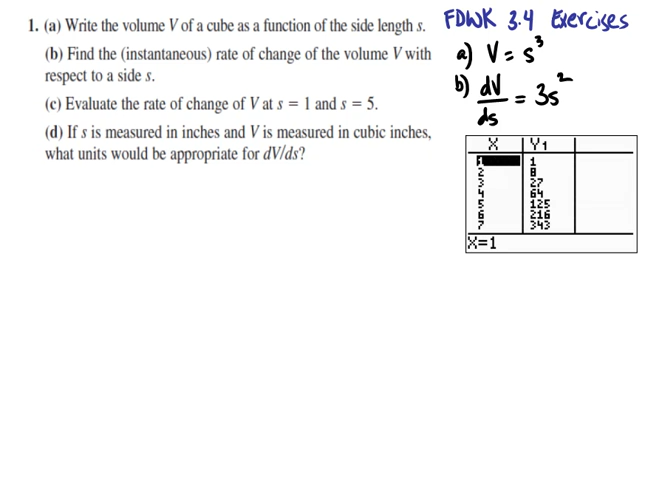 1. (a) Write the volume V of a cube as a function of the side length s.
(b) Find the (instantaneous) rate of change of the volume V with
respect to a side s.
(c) Evaluate the rate of change of V at s = 1 and s = 5.
(d) If s is measured in inches and V is measured in cubic inches,
what units would be appropriate for dV/ds?
FDWK 3.4 Exercises
a) V = s³
b) dV/ds = 3s²
X Y1
1 1
2 8
3 27
4 64
5 125
6 216
7 343
X=1